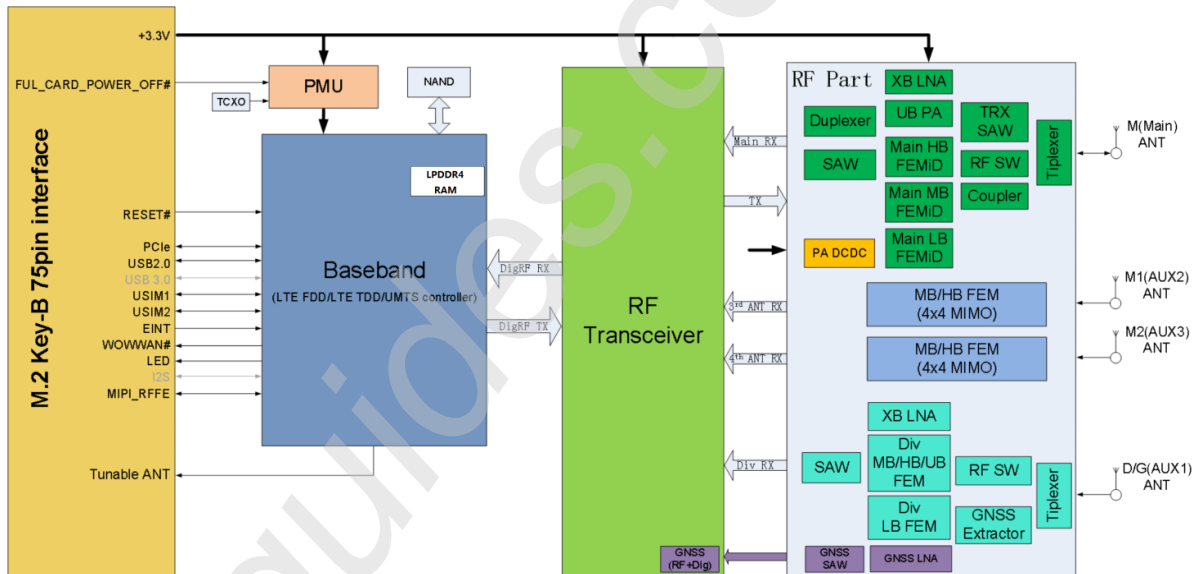 M.2 Key-B 75pin interface
+3.3V
FUL_CARD_POWER_OFF#
RESET#
PCIe
USB2.0
USB 3.0
USIM1
USIM2
EINT
WOWWAN#
LED
I2S
MIPI_RFFE
Tunable ANT
PMU
TCXO
NAND
LPDDR4
RAM
Baseband
(LTE FDD/LTE TDD/UMTS controller)
DigRF RX
DigRF TX
RF
Transceiver
GNSS
(RF+Dig)
Main RX
TX
3rd ANT RX
4th ANT RX
Div RX
RF Part
XB LNA
Duplexer
UB PA
TRX
SAW
SAW
Main HB
FEMiD
RF SW
Main MB
FEMiD
Coupler
PA DCDC
Main LB
FEMiD
Tiplexer
MB/HB FEM
(4x4 MIMO)
MB/HB FEM
(4x4 MIMO)
XB LNA
SAW
Div
MB/HB/UB
FEM
RF SW
Div
LB FEM
GNSS
Extractor
Tiplexer
GNSS
SAW
GNSS LNA
M(Main)
ANT
M1(AUX2)
ANT
M2(AUX3)
ANT
D/G(AUX1)
ANT
guides.co